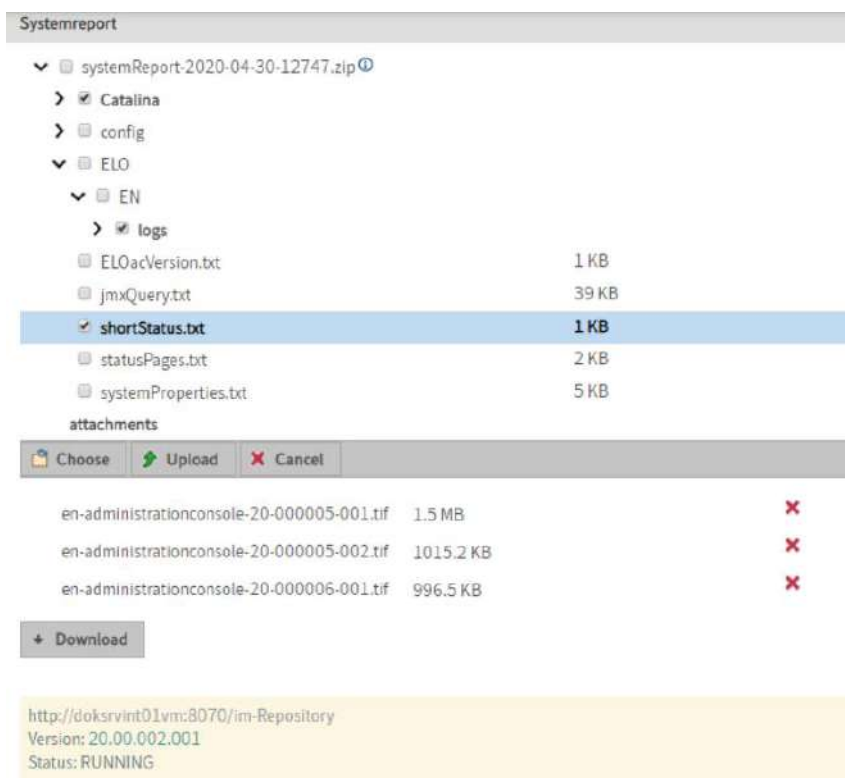 Systemreport
systemReport-2020-04-30-12747.zip
Catalina
config
ELO
EN
logs
ELOacVersion.txt 1 KB
jmxQuery.txt 39 KB
shortStatus.txt 1 KB
statusPages.txt 2 KB
systemProperties.txt 5 KB
attachments
Choose Upload Cancel
en-administrationconsole-20-000005-001.tif 1.5 MB
en-administrationconsole-20-000005-002.tif 1015.2 KB
en-administrationconsole-20-000006-001.tif 996.5 KB
Download
http://doksrvint01vm:8070/im-Repository
Version: 20.00.002.001
Status: RUNNING